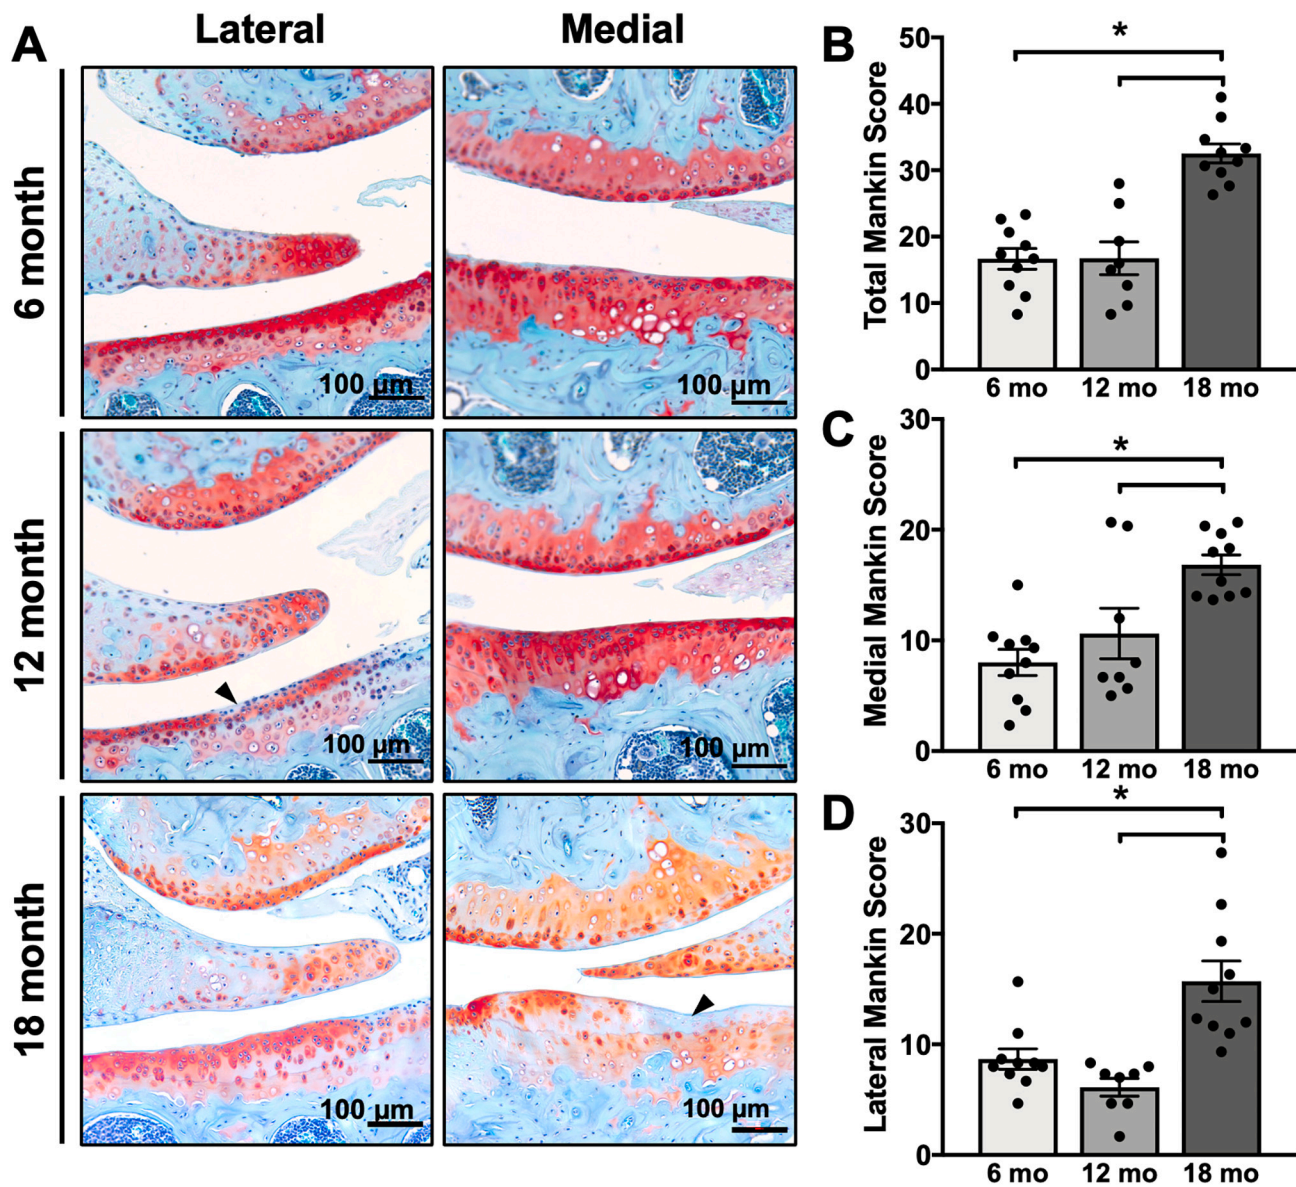 A
Lateral
Medial
6 month
100 µm
100 µm
12 month
100 µm
100 µm
18 month
100 µm
100 µm
B
Total Mankin Score
50
40
30
20
10
0
*
6 mo 12 mo 18 mo
C
Medial Mankin Score
30
20
10
0
*
6 mo 12 mo 18 mo
D
Lateral Mankin Score
30
20
10
0
*
6 mo 12 mo 18 mo